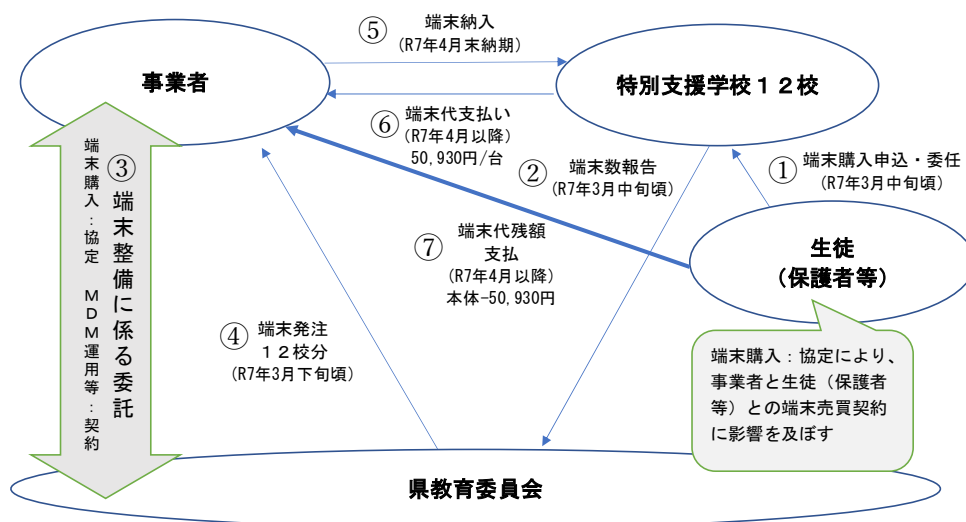 ⑤ 端末納入
(R7年4月末納期)
事業者
特別支援学校12校
⑥ 端末代支払い
(R7年4月以降)
50,930円/台
② 端末数報告
(R7年3月中旬頃)
① 端末購入申込・委任
(R7年3月中旬頃)
③端末整備に係る委託
端末購入:協定 MDM運用等:契約
⑦ 端末代残額
支払
(R7年4月以降)
本体-50,930円
生徒
(保護者等)
④ 端末発注
12校分
(R7年3月下旬頃)
端末購入:協定により、
事業者と生徒(保護者
等)との端末売買契約
に影響を及ぼす
県教育委員会